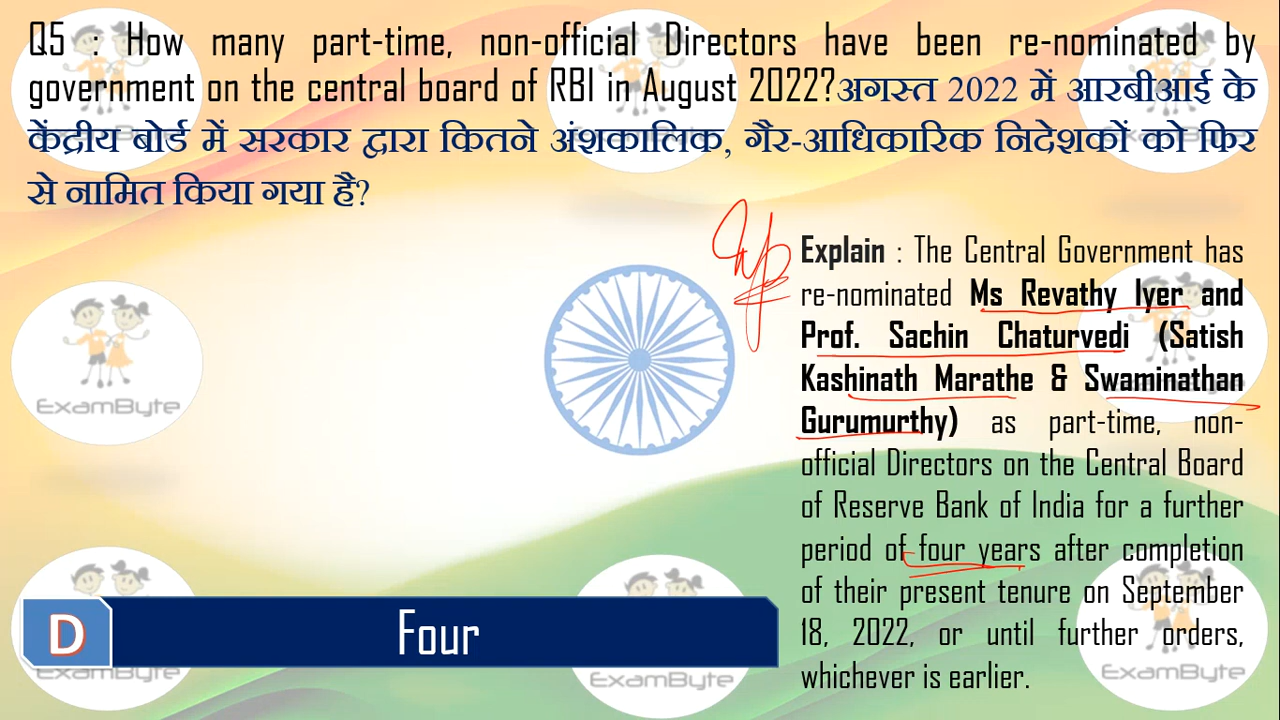 Q5 : How many part-time, non-official Directors have been re-nominated by
government on the central board of RBI in August 2022?अगस्त 2022 में आरबीआई के
केंद्रीय बोर्ड में सरकार द्वारा कितने अंशकालिक, गैर-आधिकारिक निदेशकों को फिर
से नामित किया गया है?
Explain : The Central Government has
re-nominated Ms Revathy Iyer and
Prof. Sachin Chaturvedi (Satish
Kashinath Marathe & Swaminathan
Gurumurthy) as part-time, non-
official Directors on the Central Board
of Reserve Bank of India for a further
period of four years after completion
of their present tenure on September
18, 2022, or until further orders,
whichever is earlier.
D Four
ExamByte
ExamByte
ExamByte
ExamByte
ExamByte